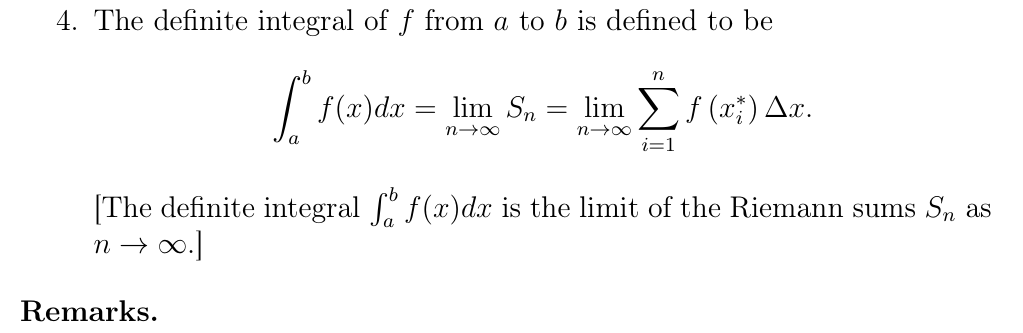 4. The definite integral of f from a to b is defined to be
∫_a^b f(x)dx = lim_{n→∞} S_n = lim_{n→∞} ∑_{i=1}^n f (x_i^*) Δx.
[The definite integral ∫_a^b f(x)dx is the limit of the Riemann sums S_n as
n → ∞.]
Remarks.